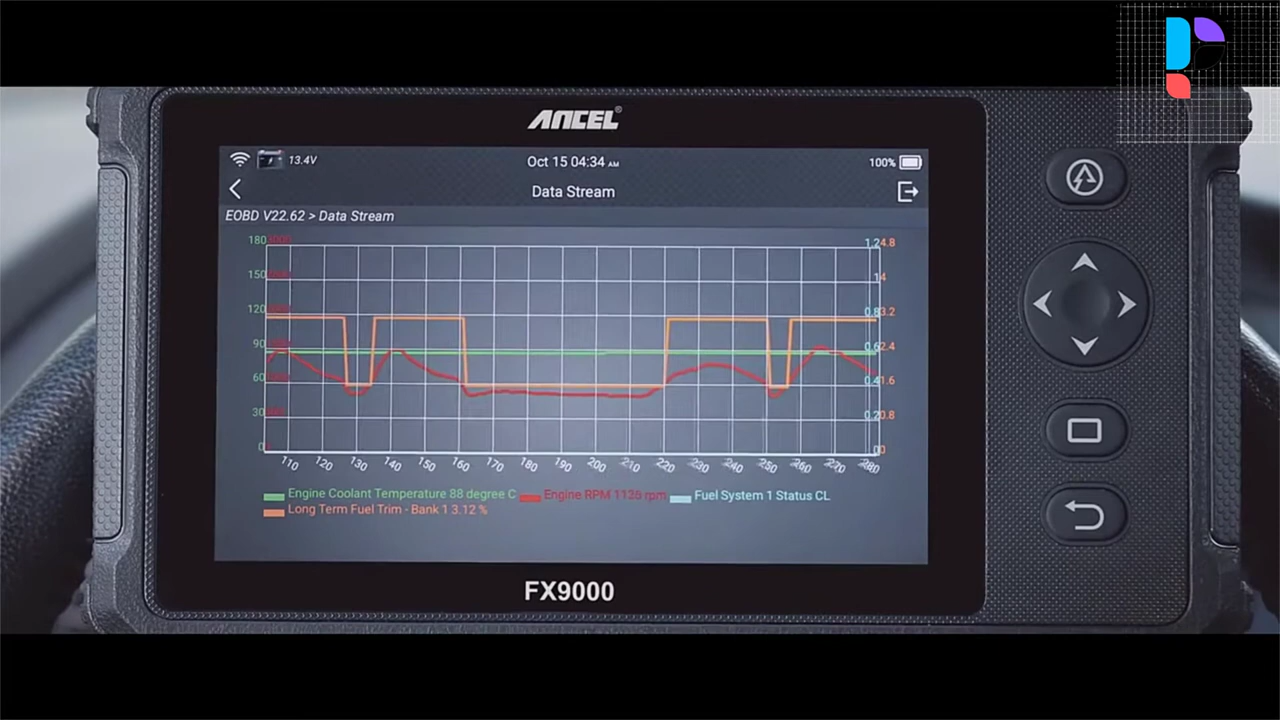 ANCEL®
13.4V
Oct 15 04:34 AM
100%
Data Stream
EOBD V22.62 > Data Stream
180
1.2 4.8
150
120
0.8 3.2
90
0.6 2.4
60
0.4 1.6
30
0.2 0.8
0
110 120 130 140 150 160 170 180 190 200 210 220 230 240 250 260 270 280
Engine Coolant Temperature 88 degree C Engine RPM 1126 rpm Fuel System 1 Status CL
Long Term Fuel Trim - Bank 1 3.12 %
FX9000